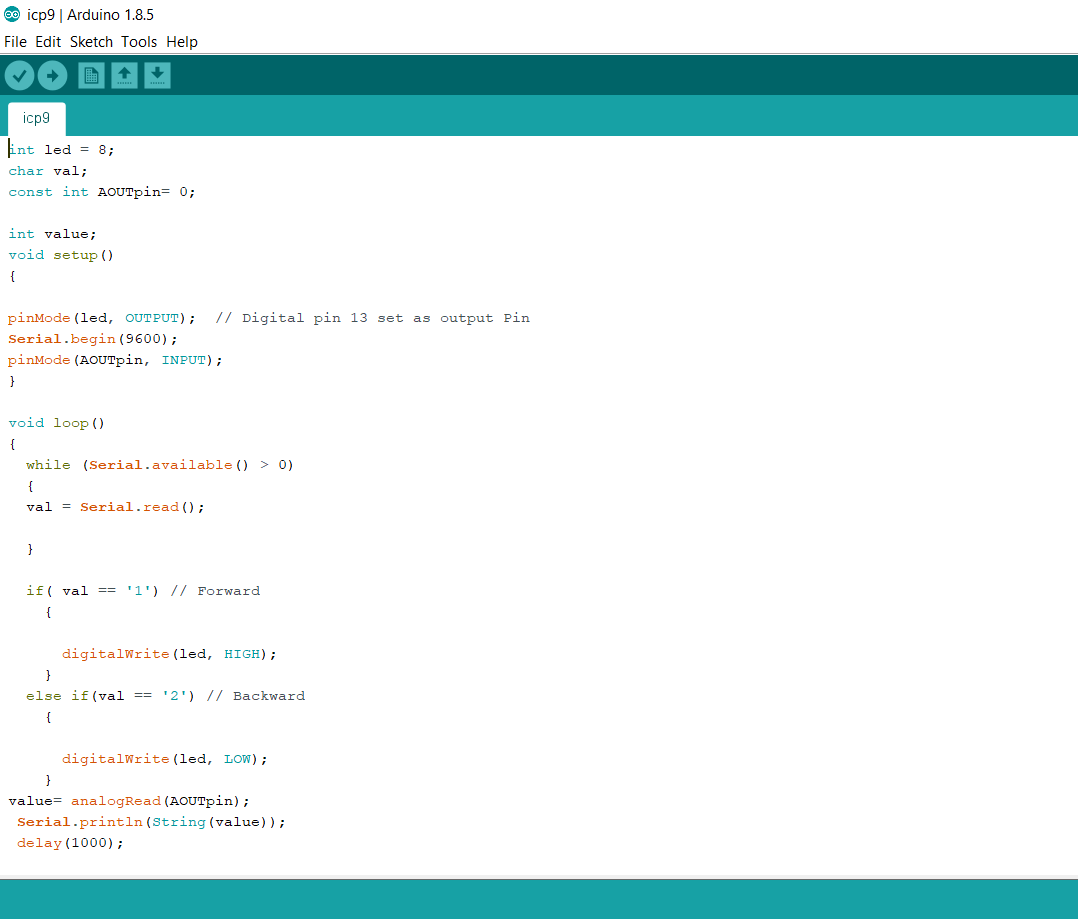 icp9 | Arduino 1.8.5
File Edit Sketch Tools Help
icp9
int led = 8;
char val;
const int AOUTpin= 0;
int value;
void setup()
{
pinMode(led, OUTPUT);  // Digital pin 13 set as output Pin
Serial.begin(9600);
pinMode(AOUTpin, INPUT);
}
void loop()
{
  while (Serial.available() > 0)
  {
  val = Serial.read();
  }
  if( val == '1') // Forward
    {
      digitalWrite(led, HIGH);
    }
  else if(val == '2') // Backward
    {
      digitalWrite(led, LOW);
    }
value= analogRead(AOUTpin);
 Serial.println(String(value));
 delay(1000);